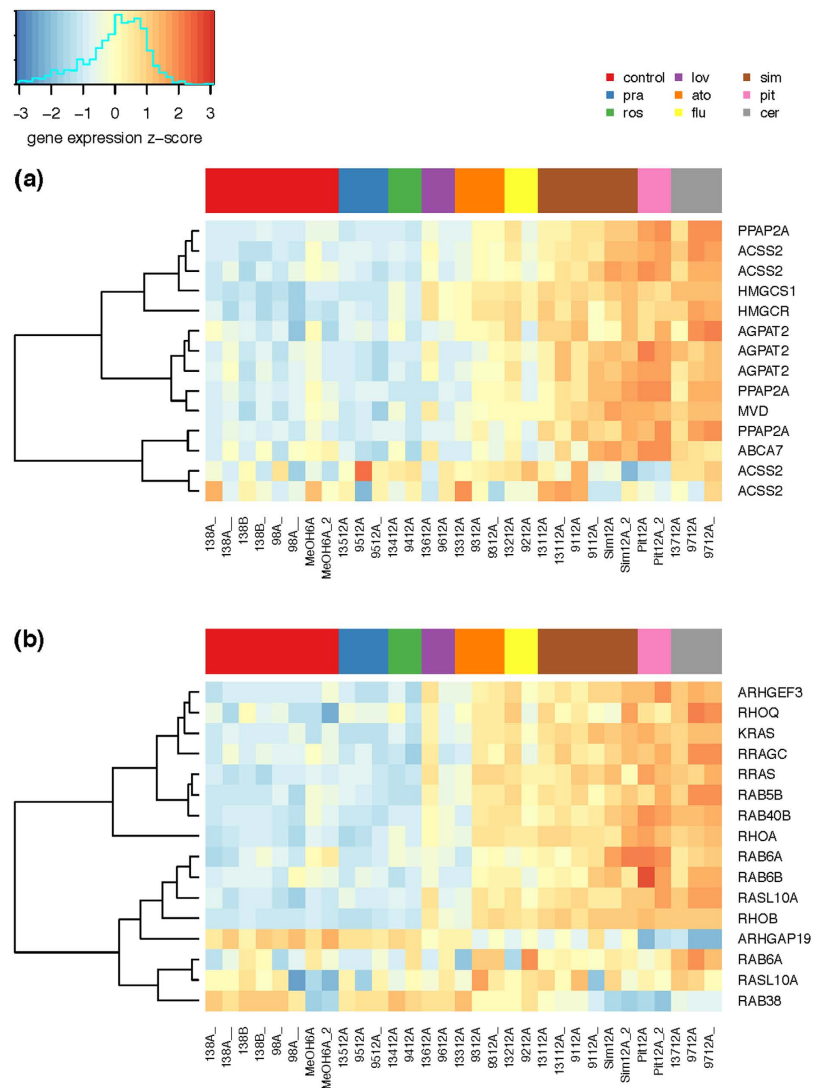 −3 −2 −1 0 1 2 3
gene expression z−score
control lov sim
pra ato pit
ros flu cer
(a)
PPAP2A
ACSS2
ACSS2
HMGCS1
HMGCR
AGPAT2
AGPAT2
AGPAT2
PPAP2A
MVD
PPAP2A
ABCA7
ACSS2
ACSS2
138A_
138A__
138B
138B_
98A_
98A__
MeOH6A
MeOH6A_2
13512A
9512A
9512A_
13412A
9412A
13612A
9612A
13312A
9312A
9312A_
13212A
9212A
13112A
13112A_
9112A
9112A_
Sim12A
Sim12A_2
Pit12A
Pit12A_2
13712A
9712A
9712A_
(b)
ARHGEF3
RHOQ
KRAS
RRAGC
RRAS
RAB5B
RAB40B
RHOA
RAB6A
RAB6B
RASL10A
RHOB
ARHGAP19
RAB6A
RASL10A
RAB38
138A_
138A__
138B
138B_
98A_
98A__
MeOH6A
MeOH6A_2
13512A
9512A
9512A_
13412A
9412A
13612A
9612A
13312A
9312A
9312A_
13212A
9212A
13112A
13112A_
9112A
9112A_
Sim12A
Sim12A_2
Pit12A
Pit12A_2
13712A
9712A
9712A_